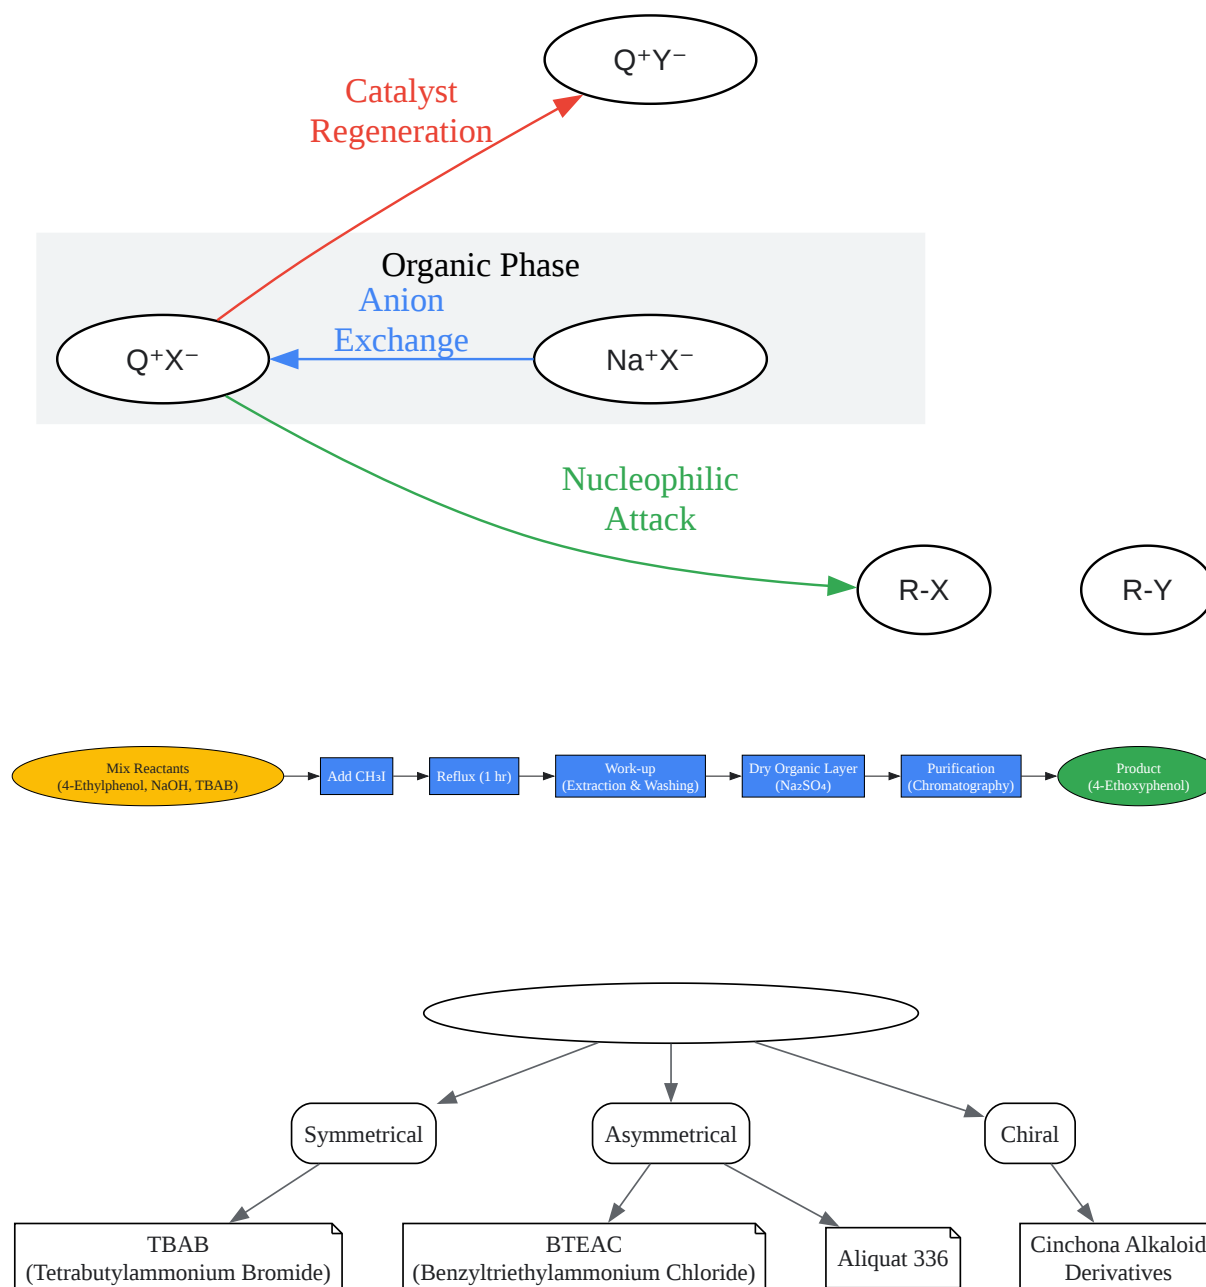 Q⁺Y⁻
Catalyst
Regeneration
Organic Phase
Anion
Exchange
Q⁺X⁻
Na⁺X⁻
Nucleophilic
Attack
R-X
R-Y
Mix Reactants
(4-Ethylphenol, NaOH, TBAB)
Add CH₃I
Reflux (1 hr)
Work-up
(Extraction & Washing)
Dry Organic Layer
(Na₂SO₄)
Purification
(Chromatography)
Product
(4-Ethoxyphenol)
Symmetrical
Asymmetrical
Chiral
TBAB
(Tetrabutylammonium Bromide)
BTEAC
(Benzyltriethylammonium Chloride)
Aliquat 336
Cinchona Alkaloid
Derivatives